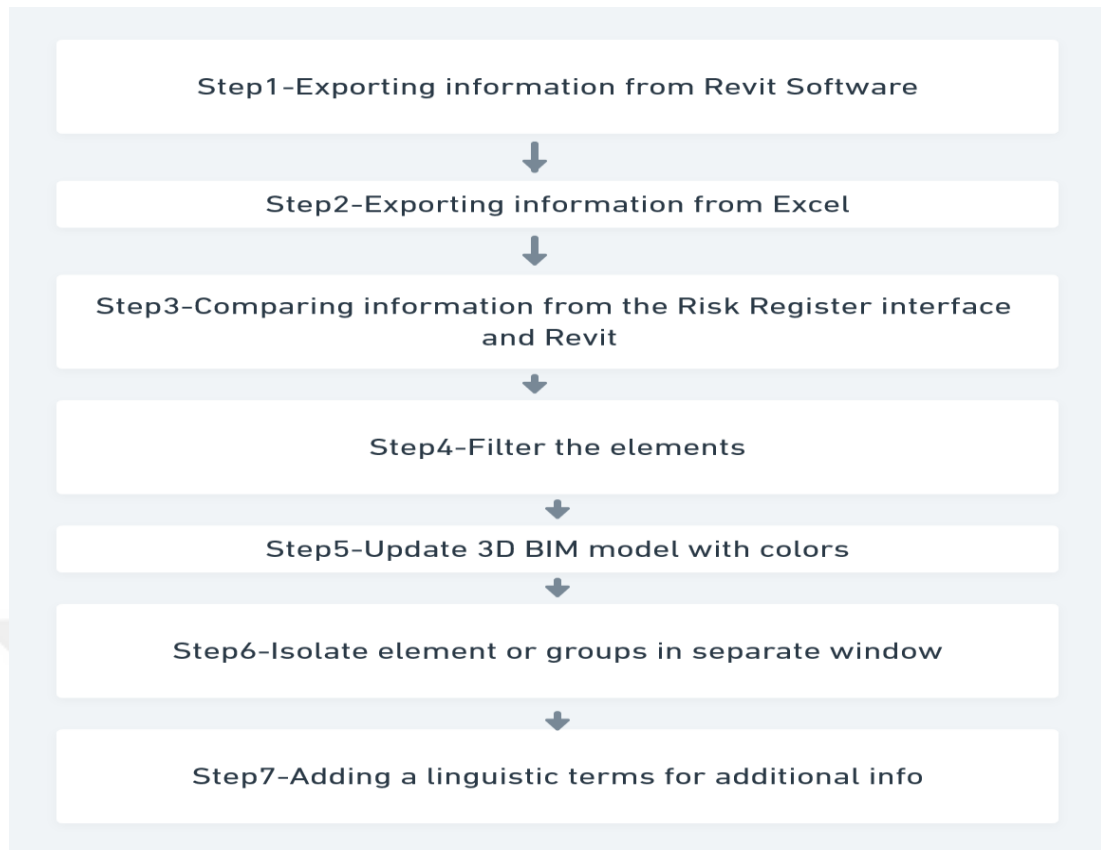 Step1-Exporting information from Revit Software
Step2-Exporting information from Excel
Step3-Comparing information from the Risk Register interface
and Revit
Step4-Filter the elements
Step5-Update 3D BIM model with colors
Step6-Isolate element or groups in separate window
Step7-Adding a linguistic terms for additional info